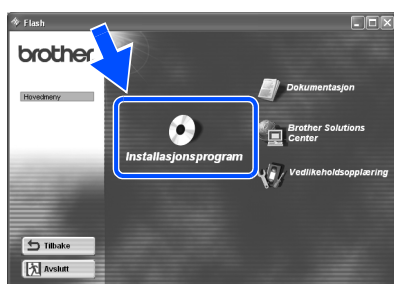 Flash
brother
Hovedmeny
Dokumentasjon
Brother Solutions
Center
Installasjonsprogram
Vedlikeholdsopplæring
Tilbake
Avslutt